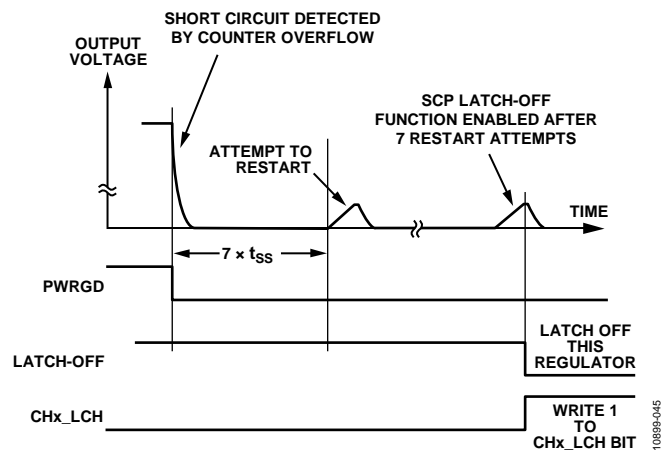 SHORT CIRCUIT DETECTED
BY COUNTER OVERFLOW
OUTPUT
VOLTAGE
SCP LATCH-OFF
FUNCTION ENABLED AFTER
7 RESTART ATTEMPTS
ATTEMPT TO
RESTART
TIME
7 × tSS
PWRGD
LATCH-OFF
LATCH OFF
THIS
REGULATOR
CHx_LCH
WRITE 1
TO
CHx_LCH BIT
10899-045